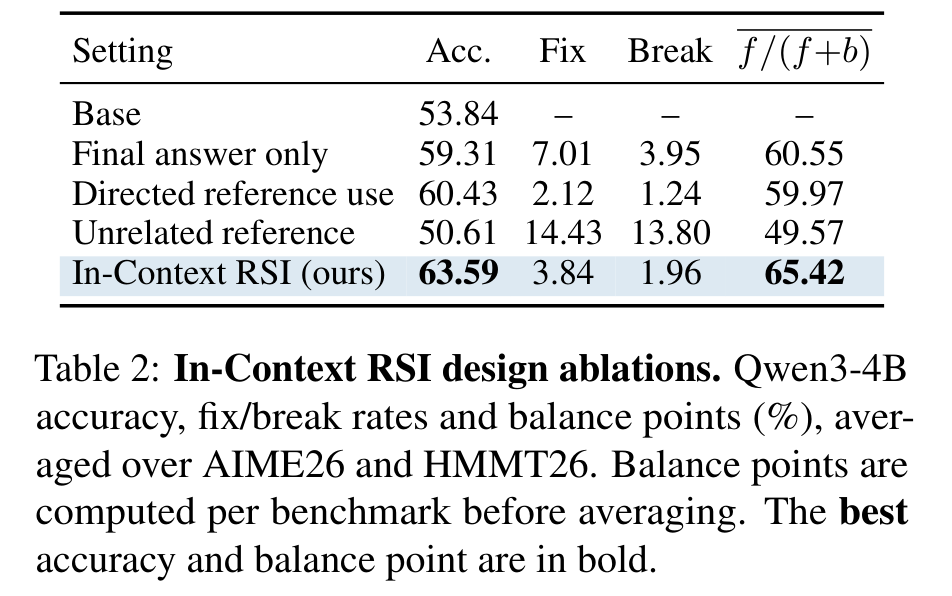 Setting Acc. Fix Break f/(f+b)
Base 53.84 – – –
Final answer only 59.31 7.01 3.95 60.55
Directed reference use 60.43 2.12 1.24 59.97
Unrelated reference 50.61 14.43 13.80 49.57
In-Context RSI (ours) 63.59 3.84 1.96 65.42
Table 2: In-Context RSI design ablations. Qwen3-4B
accuracy, fix/break rates and balance points (%), aver-
aged over AIME26 and HMMT26. Balance points are
computed per benchmark before averaging. The best
accuracy and balance point are in bold.